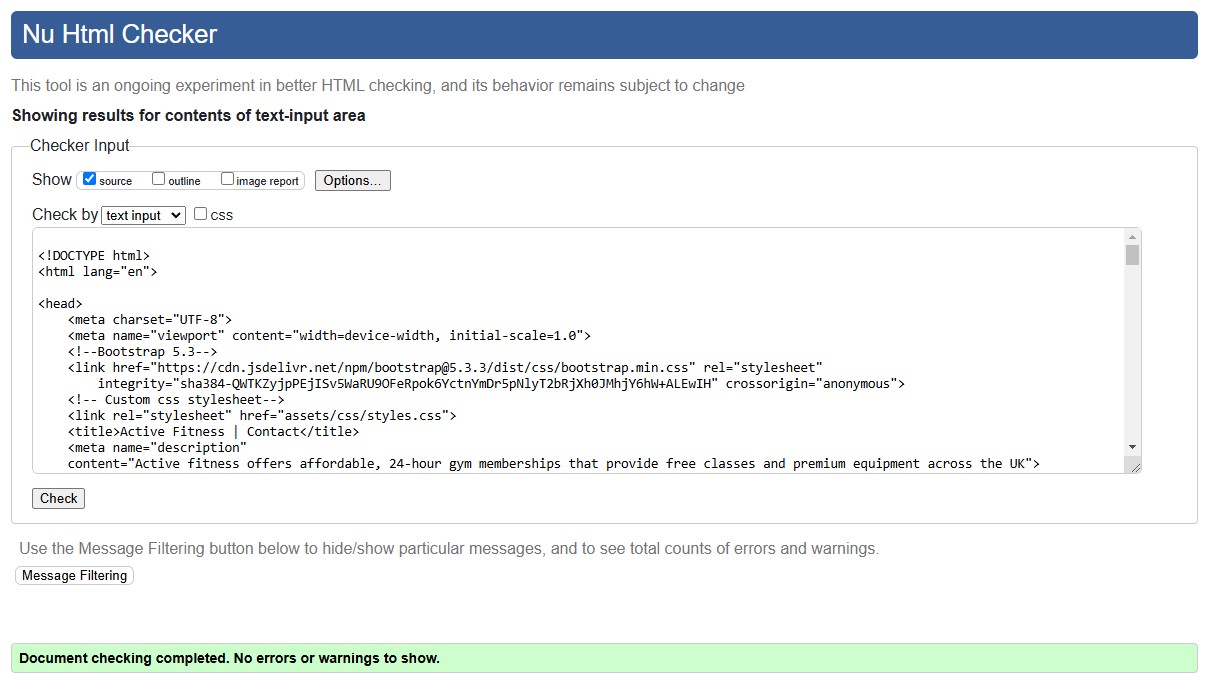 Nu Html Checker
This tool is an ongoing experiment in better HTML checking, and its behavior remains subject to change
Showing results for contents of text-input area
Checker Input
Show source outline image report Options...
Check by text input css
<!DOCTYPE html>
<html lang="en">
<head>
<meta charset="UTF-8">
<meta name="viewport" content="width=device-width, initial-scale=1.0">
<!--Bootstrap 5.3-->
<link href="https://cdn.jsdelivr.net/npm/bootstrap@5.3.3/dist/css/bootstrap.min.css" rel="stylesheet"
integrity="sha384-QWTKZyjpPEjISv5WaRU9OFeRpok6YctnYmDr5pNlyT2bRjXh0JMhjY6hW+ALEwIH" crossorigin="anonymous">
<!-- Custom css stylesheet-->
<link rel="stylesheet" href="assets/css/styles.css">
<title>Active Fitness | Contact</title>
<meta name="description"
content="Active fitness offers affordable, 24-hour gym memberships that provide free classes and premium equipment across the UK">
Check
Use the Message Filtering button below to hide/show particular messages, and to see total counts of errors and warnings.
Message Filtering
Document checking completed. No errors or warnings to show.